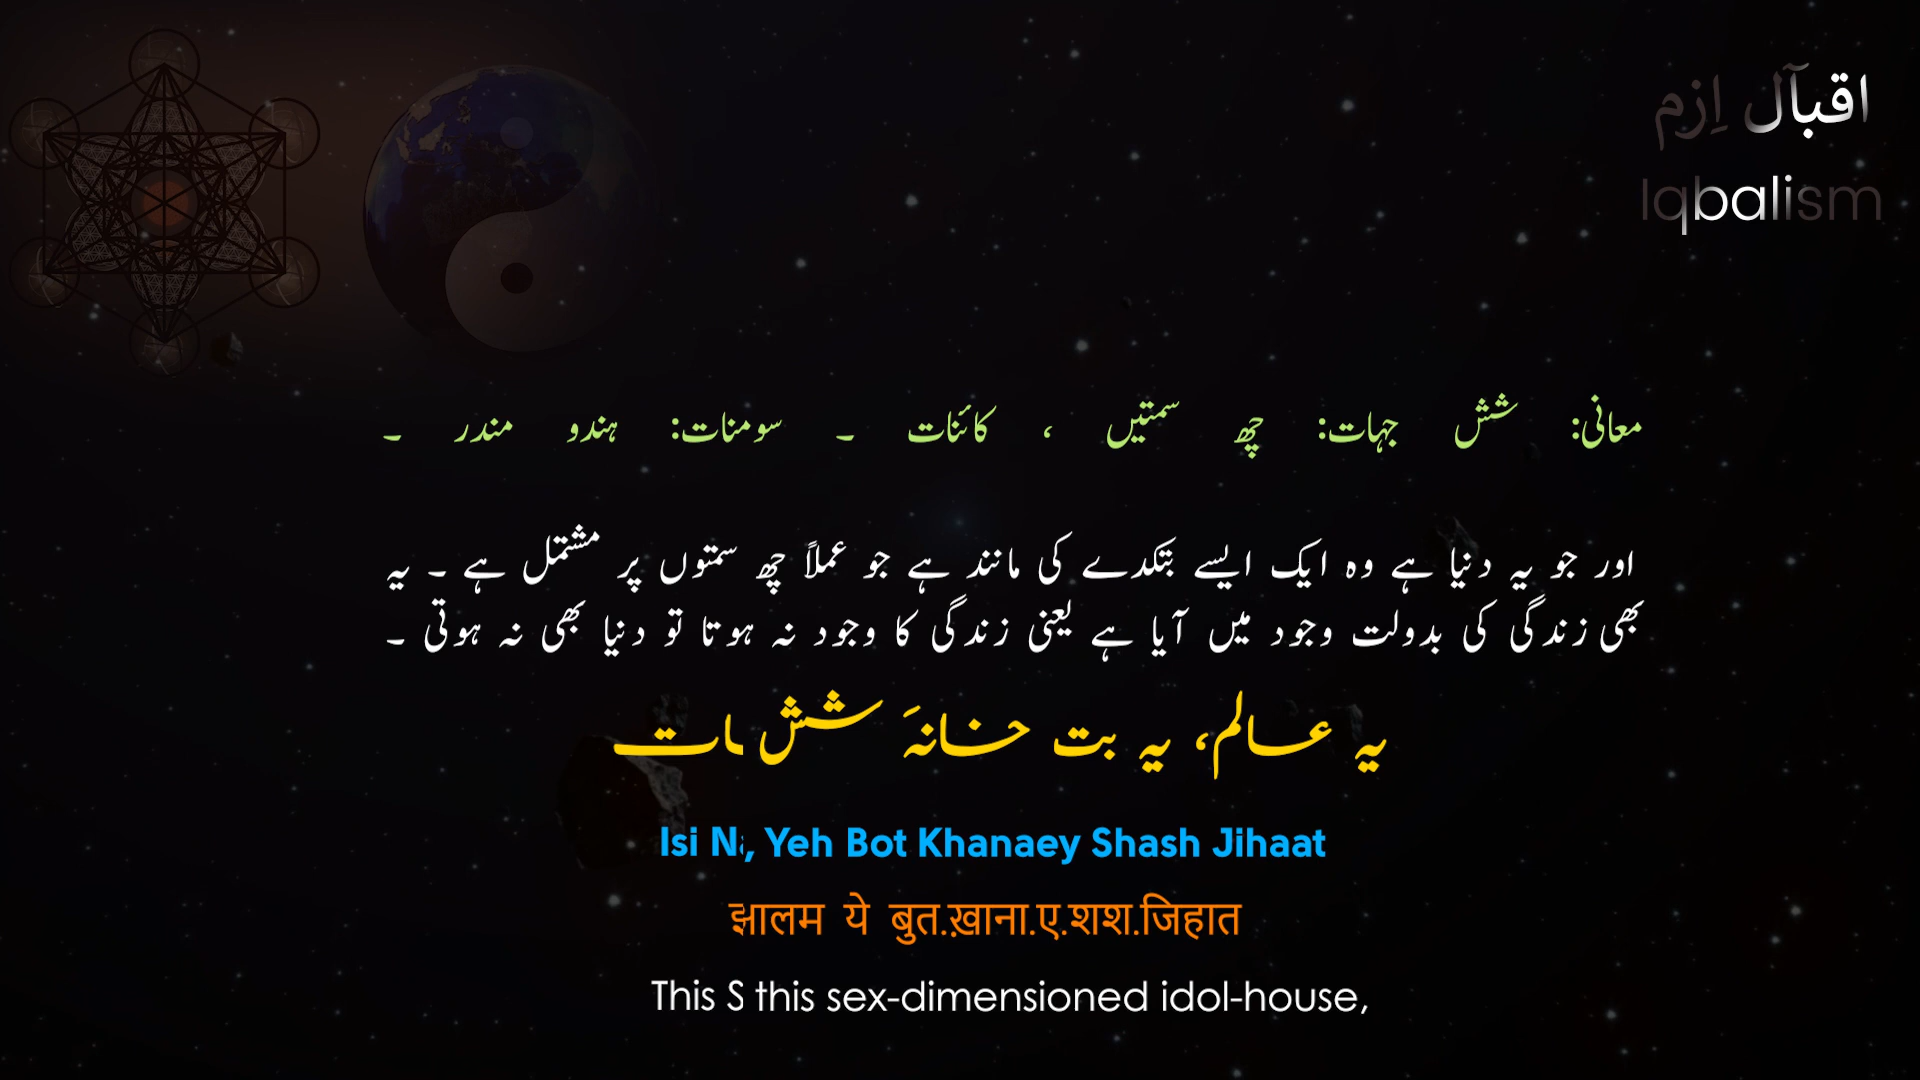 اقبآل اِزم
Iqbalism
معانی: شش جہات: چھ سمتیں ، کائنات ۔ سومنات: ہندو مندر ۔
اور جو یہ دنیا ہے وہ ایک ایسے بتکدے کی مانند ہے جو عملاً چھ سمتوں پر مشتمل ہے ۔ یہ
بھی زندگی کی بدولت وجود میں آیا ہے یعنی زندگی کا وجود نہ ہوتا تو دنیا بھی نہ ہوتی ۔
یہ عالم، یہ بت خانہَ شش
Isi , Yeh Bot Khanaey Shash Jihaat
ये बुत.ख़ाना.ए.शश.जिहात
This S this sex-dimensioned idol-house,